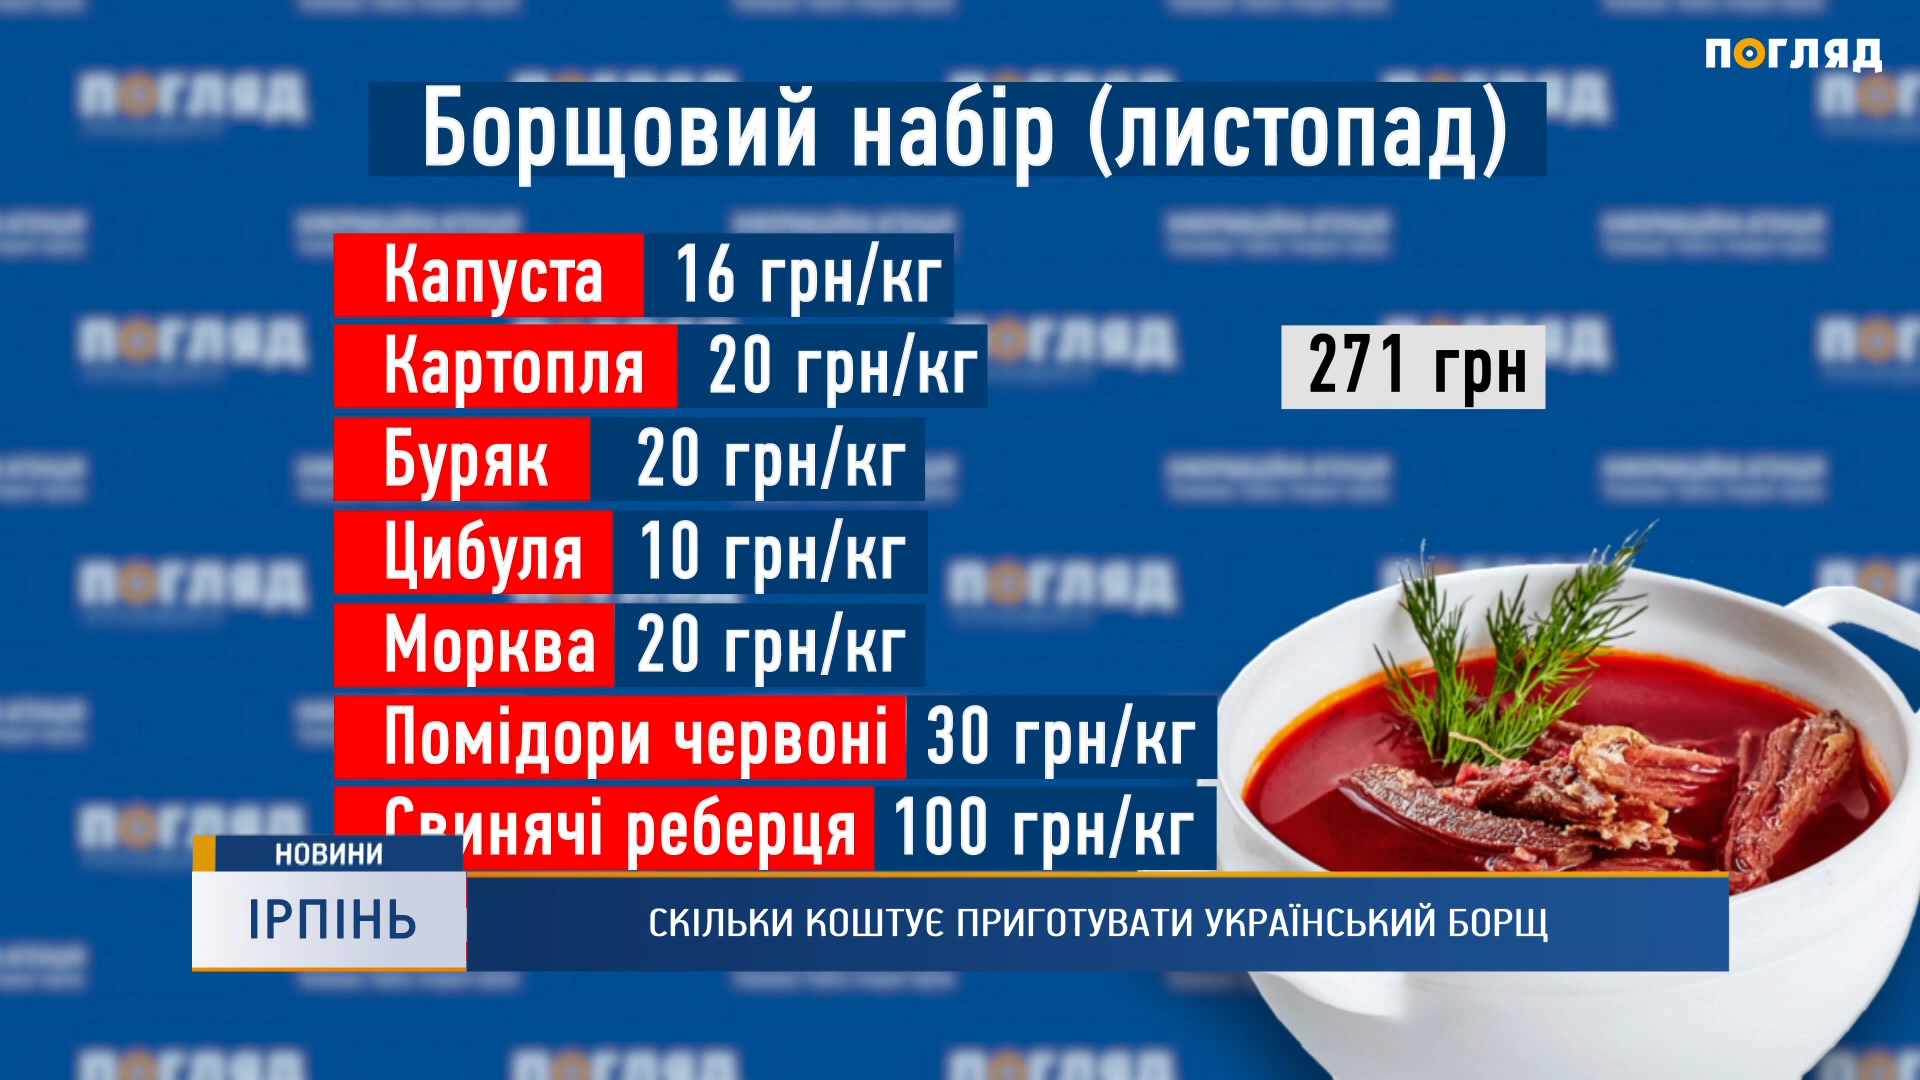 ПОГЛЯД
Борщовий набір (листопад)
Капуста 16 грн/кг
Картопля 20 грн/кг
271 грн
Буряк 20 грн/кг
Цибуля 10 грн/кг
Морква 20 грн/кг
Помідори червоні 30 грн/кг
Свинячі реберця 100 грн/кг
НОВИНИ
ІРПІНЬ
СКІЛЬКИ КОШТУЄ ПРИГОТУВАТИ УКРАЇНСЬКИЙ БОРЩ